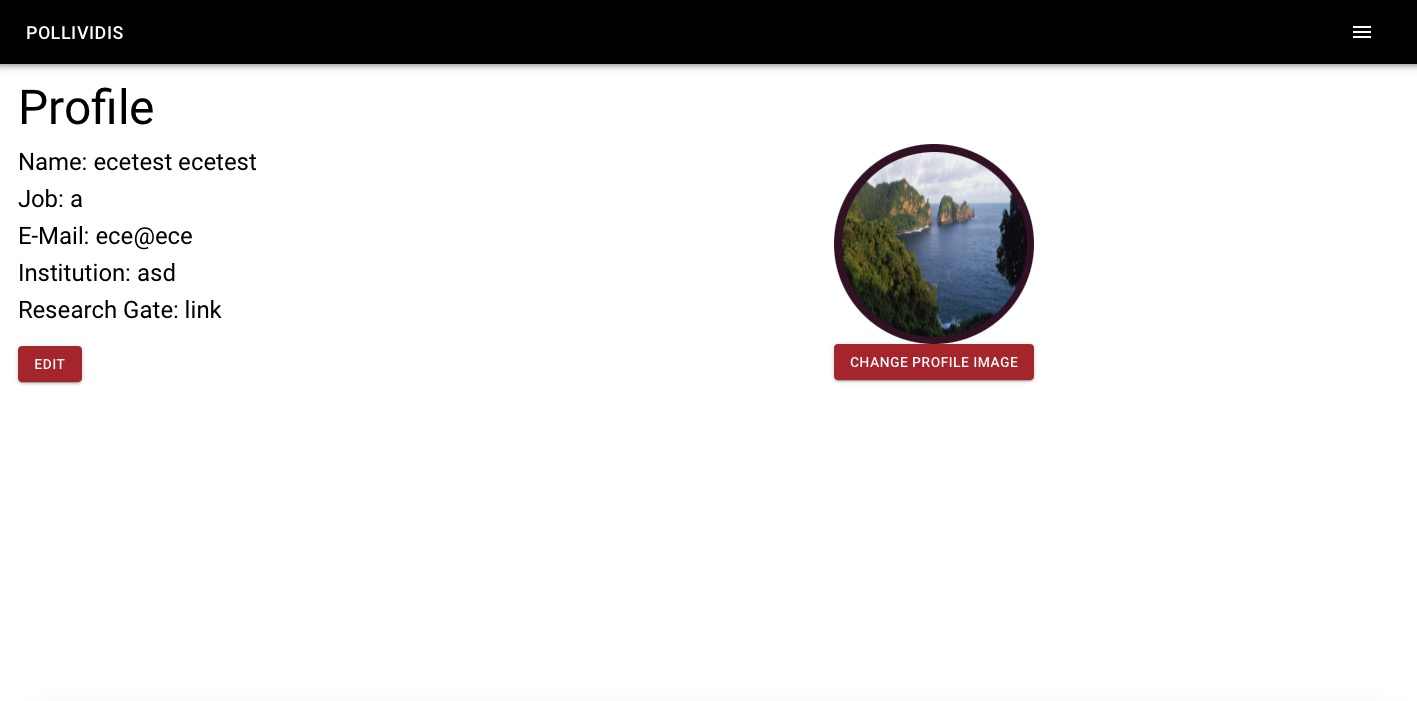 POLLIVIDIS
Profile
Name: ecetest ecetest
Job: a
E-Mail: ece@ece
Institution: asd
Research Gate: link
EDIT
CHANGE PROFILE IMAGE